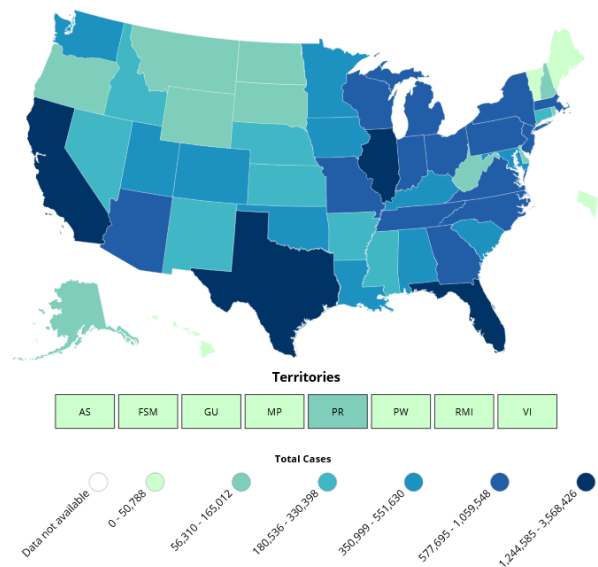 Territories
AS
FSM
GU
MP
PR
PW
RMI
VI
Total Cases
Data not available
0 - 50,788
56,310 - 165,012
180,536 - 330,398
350,999 - 551,630
577,695 - 1,059,548
1,244,585 - 3,568,426